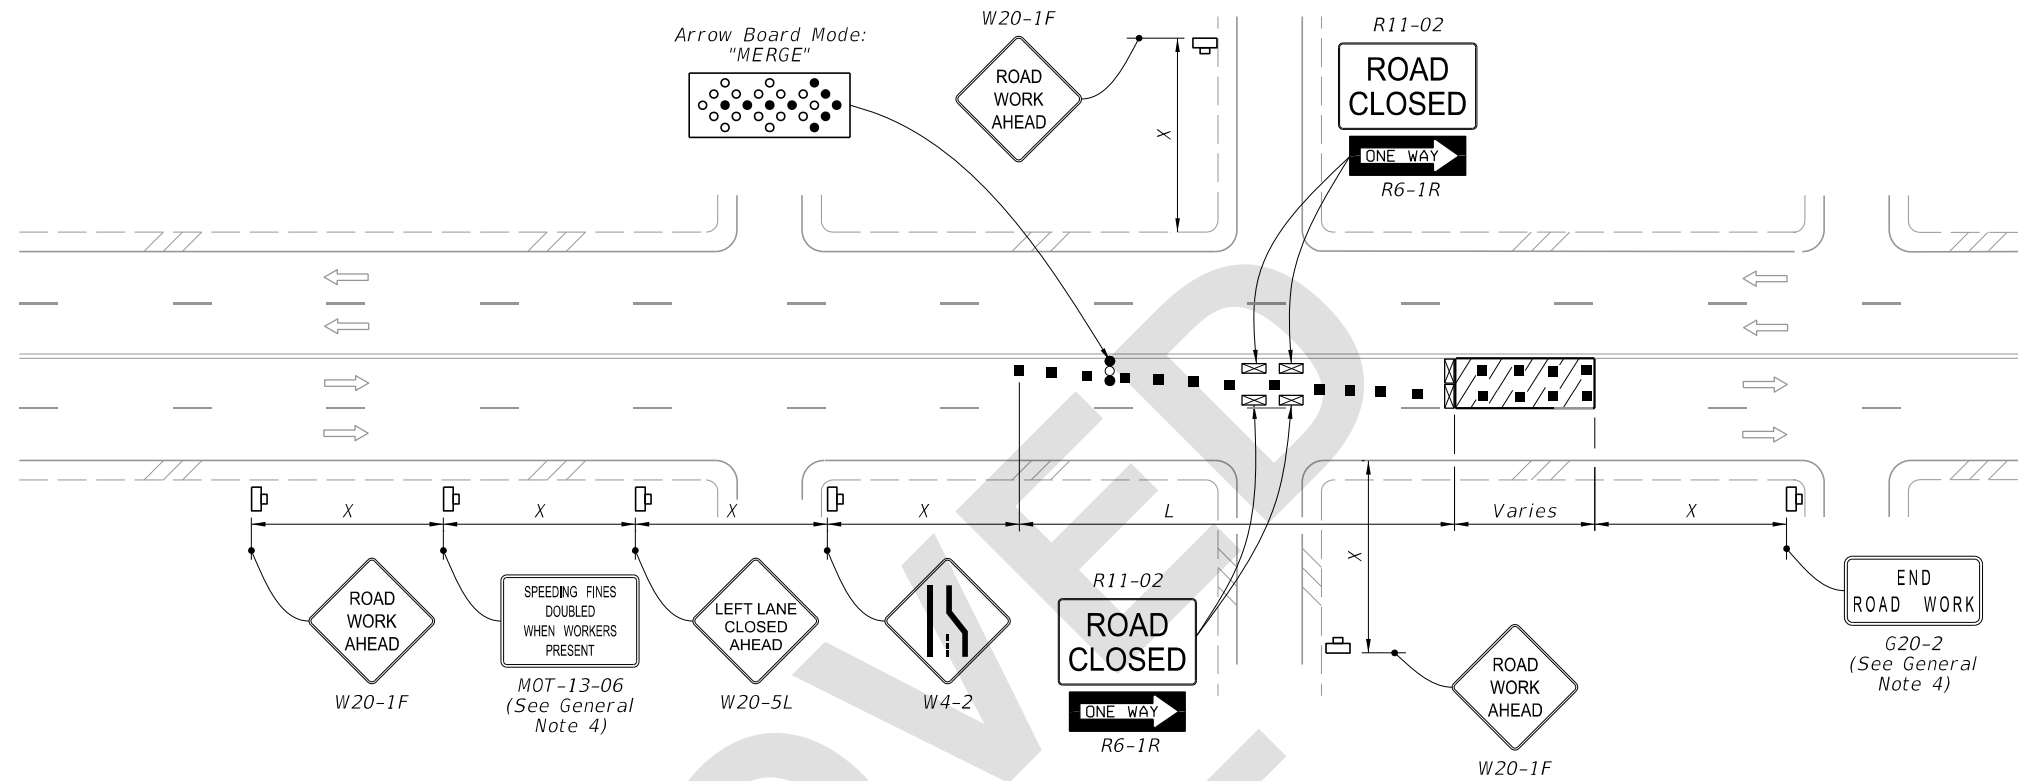 Arrow Board Mode:
"MERGE"
W20-1F
ROAD
WORK
AHEAD
X
R11-02
ROAD
CLOSED
ONE WAY
R6-1R
X
X
X
X
L
Varies
X
X
ROAD
WORK
AHEAD
W20-1F
SPEEDING FINES
DOUBLED
WHEN WORKERS
PRESENT
MOT-13-06
(See General
Note 4)
LEFT LANE
CLOSED
AHEAD
W20-5L
W4-2
R11-02
ROAD
CLOSED
ONE WAY
R6-1R
ROAD
WORK
AHEAD
W20-1F
END
ROAD WORK
G20-2
(See General
Note 4)